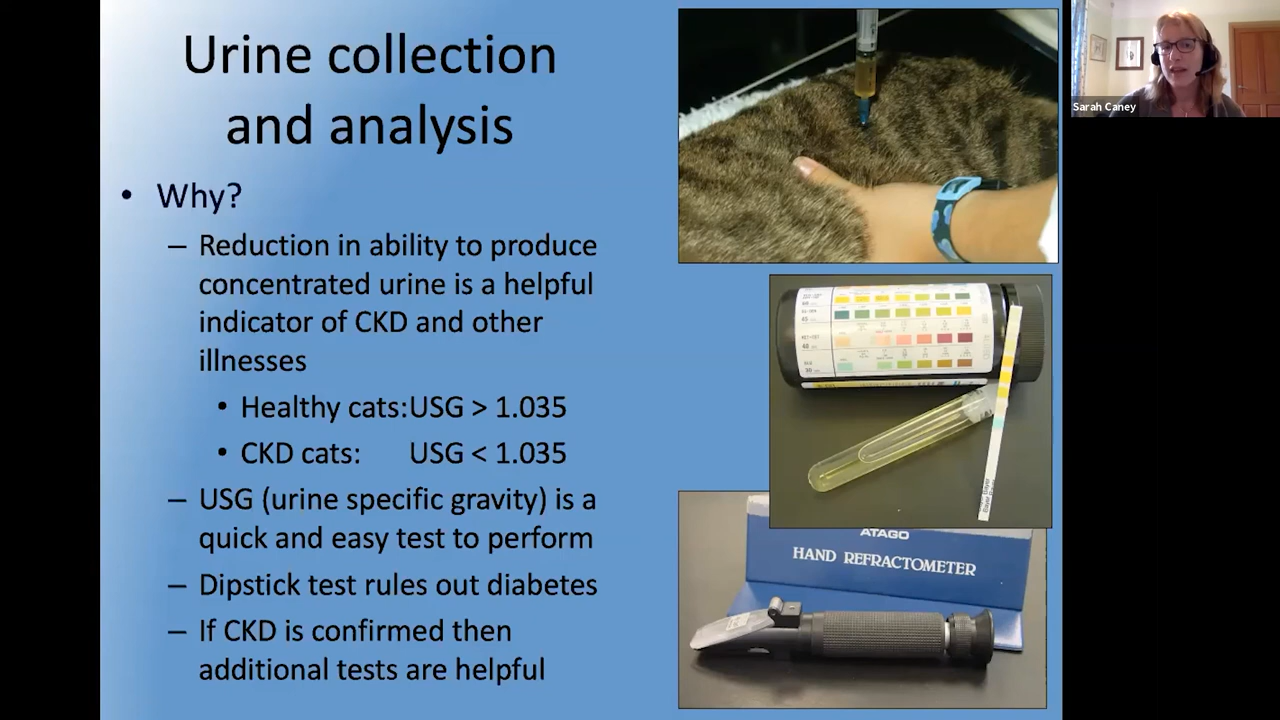 Urine collection
and analysis
• Why?
– Reduction in ability to produce
concentrated urine is a helpful
indicator of CKD and other
illnesses
• Healthy cats: USG > 1.035
• CKD cats: USG < 1.035
– USG (urine specific gravity) is a
quick and easy test to perform
– Dipstick test rules out diabetes
– If CKD is confirmed then
additional tests are helpful
Sarah Caney
ATAGO
HAND REFRACTOMETER